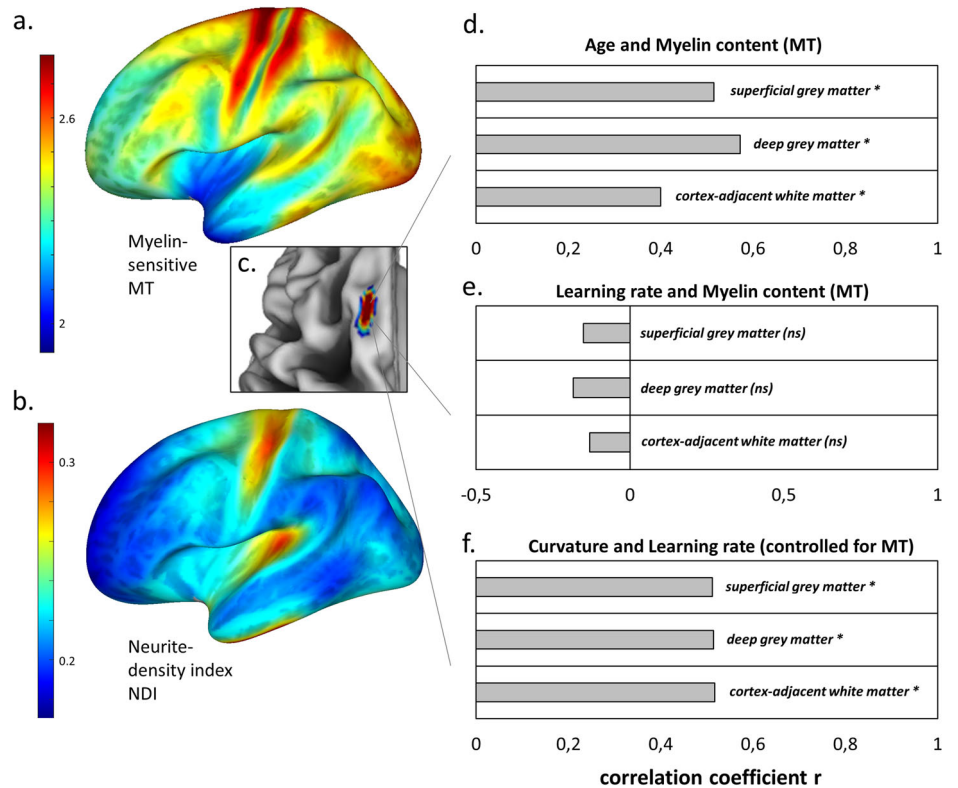 a.
2.6
2
Myelin-
sensitive
MT
b.
0.3
0.2
Neurite-
density index
NDI
c.
d.
Age and Myelin content (MT)
superficial grey matter *
deep grey matter *
cortex-adjacent white matter *
0 0,2 0,4 0,6 0,8 1
e.
Learning rate and Myelin content (MT)
superficial grey matter (ns)
deep grey matter (ns)
cortex-adjacent white matter (ns)
-0,5 0 0,5 1
f.
Curvature and Learning rate (controlled for MT)
superficial grey matter *
deep grey matter *
cortex-adjacent white matter *
0 0,2 0,4 0,6 0,8 1
correlation coefficient r